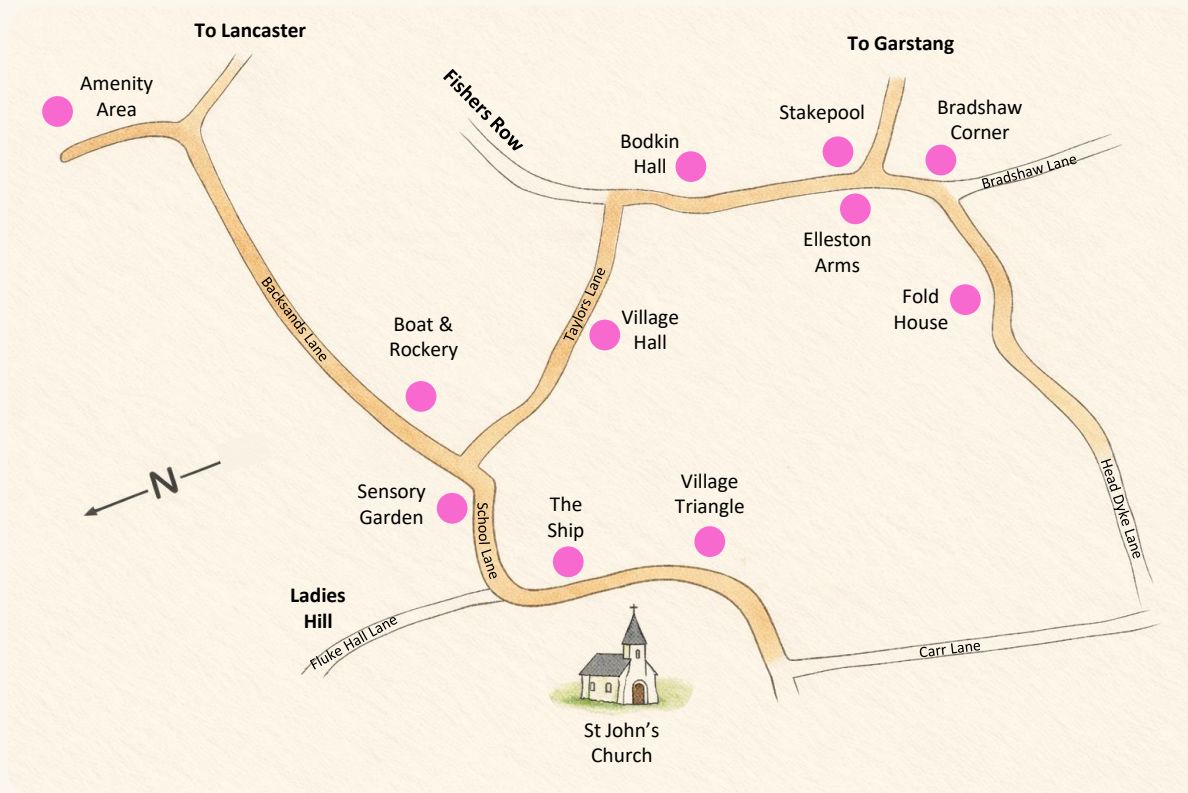 To Lancaster
To Garstang
Amenity
Area
Fishers Row
Bodkin
Hall
Stakepool
Bradshaw
Corner
Bradshaw Lane
Elleston
Arms
Fold
House
Backsands Lane
Taylors Lane
Village
Hall
Boat &
Rockery
N
Sensory
Garden
School Lane
The
Ship
Village
Triangle
Head Dyke Lane
Ladies
Hill
Fluke Hall Lane
Carr Lane
St John’s
Church